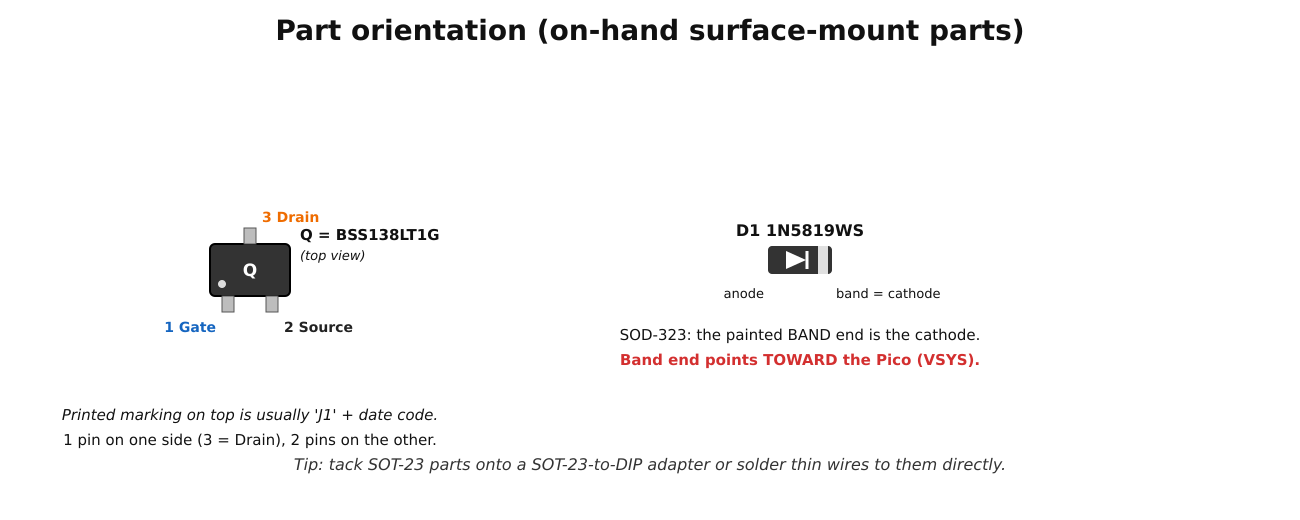 Part orientation (on-hand surface-mount parts)
3 Drain
Q = BSS138LT1G
(top view)
Q
1 Gate
2 Source
Printed marking on top is usually 'J1' + date code.
1 pin on one side (3 = Drain), 2 pins on the other.
D1 1N5819WS
anode
band = cathode
SOD-323: the painted BAND end is the cathode.
Band end points TOWARD the Pico (VSYS).
Tip: tack SOT-23 parts onto a SOT-23-to-DIP adapter or solder thin wires to them directly.